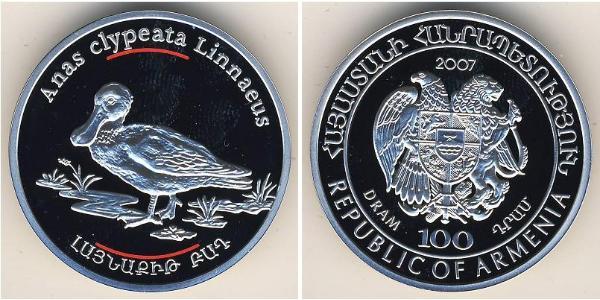 Anas clypeata Linnaeus
ԼԱՅՆԱՔԻԹ ԲԱԴ
ՀԱՅԱՍՏԱՆԻ ՀԱՆՐԱՊԵՏՈՒԹՅՈՒՆ
2007
DRAM
100
ԴՐԱՄ
REPUBLIC OF ARMENIA